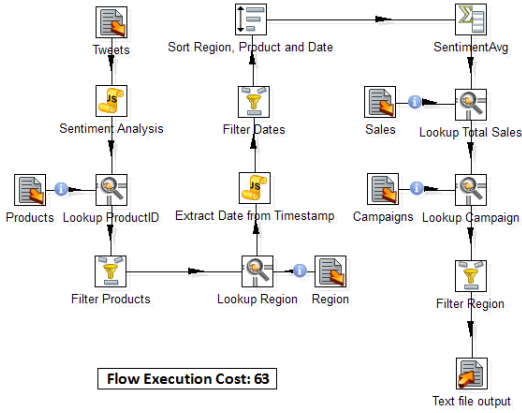 Tweets
Sort Region, Product and Date
SentimentAvg
JS
Sentiment Analysis
Filter Dates
Sales
Lookup Total Sales
Products
Lookup ProductID
JS
Extract Date from Timestamp
Campaigns
Lookup Campaign
Filter Products
Lookup Region
Region
Filter Region
Flow Execution Cost: 63
Text file output